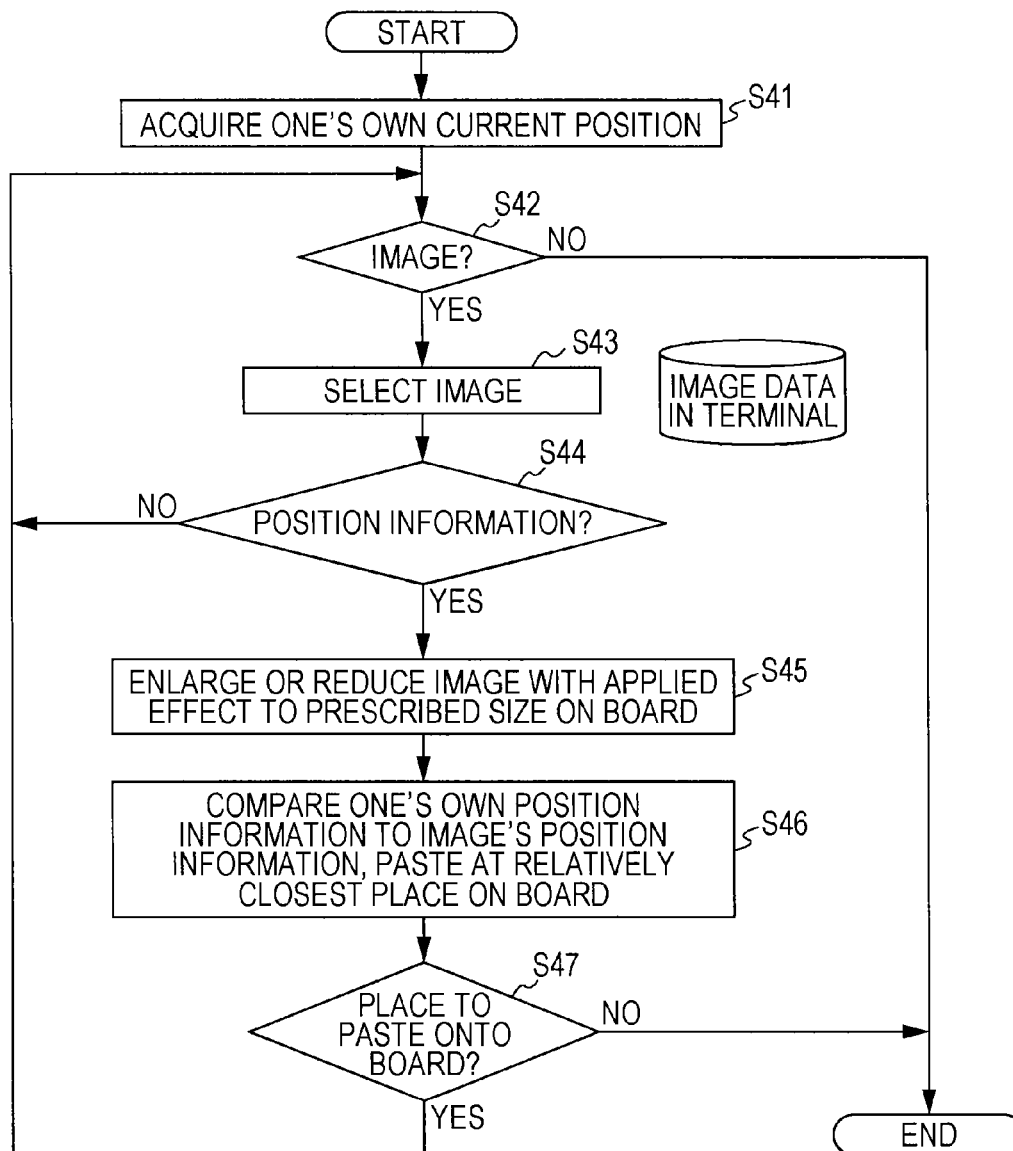 START
S41
ACQUIRE ONE'S OWN CURRENT POSITION
S42
IMAGE?
NO
YES
S43
SELECT IMAGE
IMAGE DATA
IN TERMINAL
S44
NO
POSITION INFORMATION?
YES
S45
ENLARGE OR REDUCE IMAGE WITH APPLIED
EFFECT TO PRESCRIBED SIZE ON BOARD
COMPARE ONE'S OWN POSITION
INFORMATION TO IMAGE'S POSITION
INFORMATION, PASTE AT RELATIVELY
CLOSEST PLACE ON BOARD
S46
S47
PLACE TO
PASTE ONTO
BOARD?
NO
YES
END